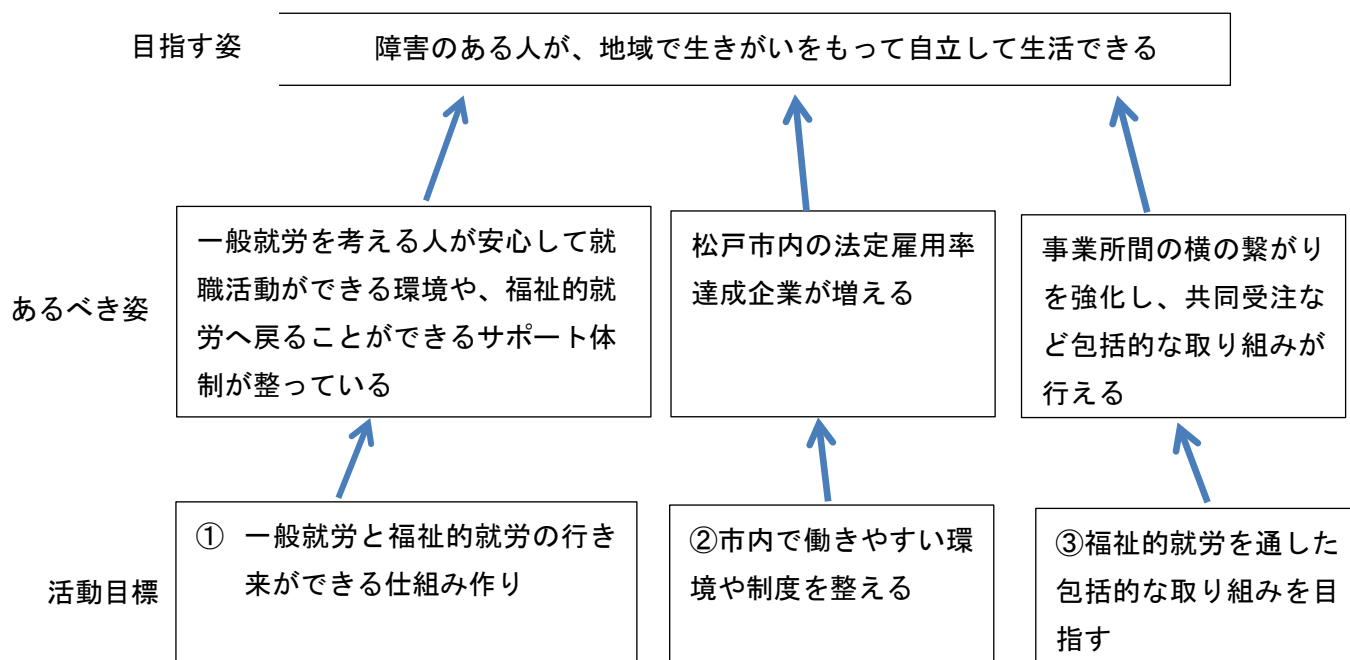 目指す姿
障害のある人が、地域で生きがいをもって自立して生活できる
あるべき姿
一般就労を考える人が安心して就
職活動ができる環境や、福祉的就
労へ戻ることができるサポート体
制が整っている
松戸市内の法定雇用率
達成企業が増える
事業所間の横の繋がり
を強化し、共同受注な
ど包括的な取り組みが
行える
活動目標
① 一般就労と福祉的就労の行き
来ができる仕組み作り
②市内で働きやすい環
境や制度を整える
③福祉的就労を通した
包括的な取り組みを目
指す